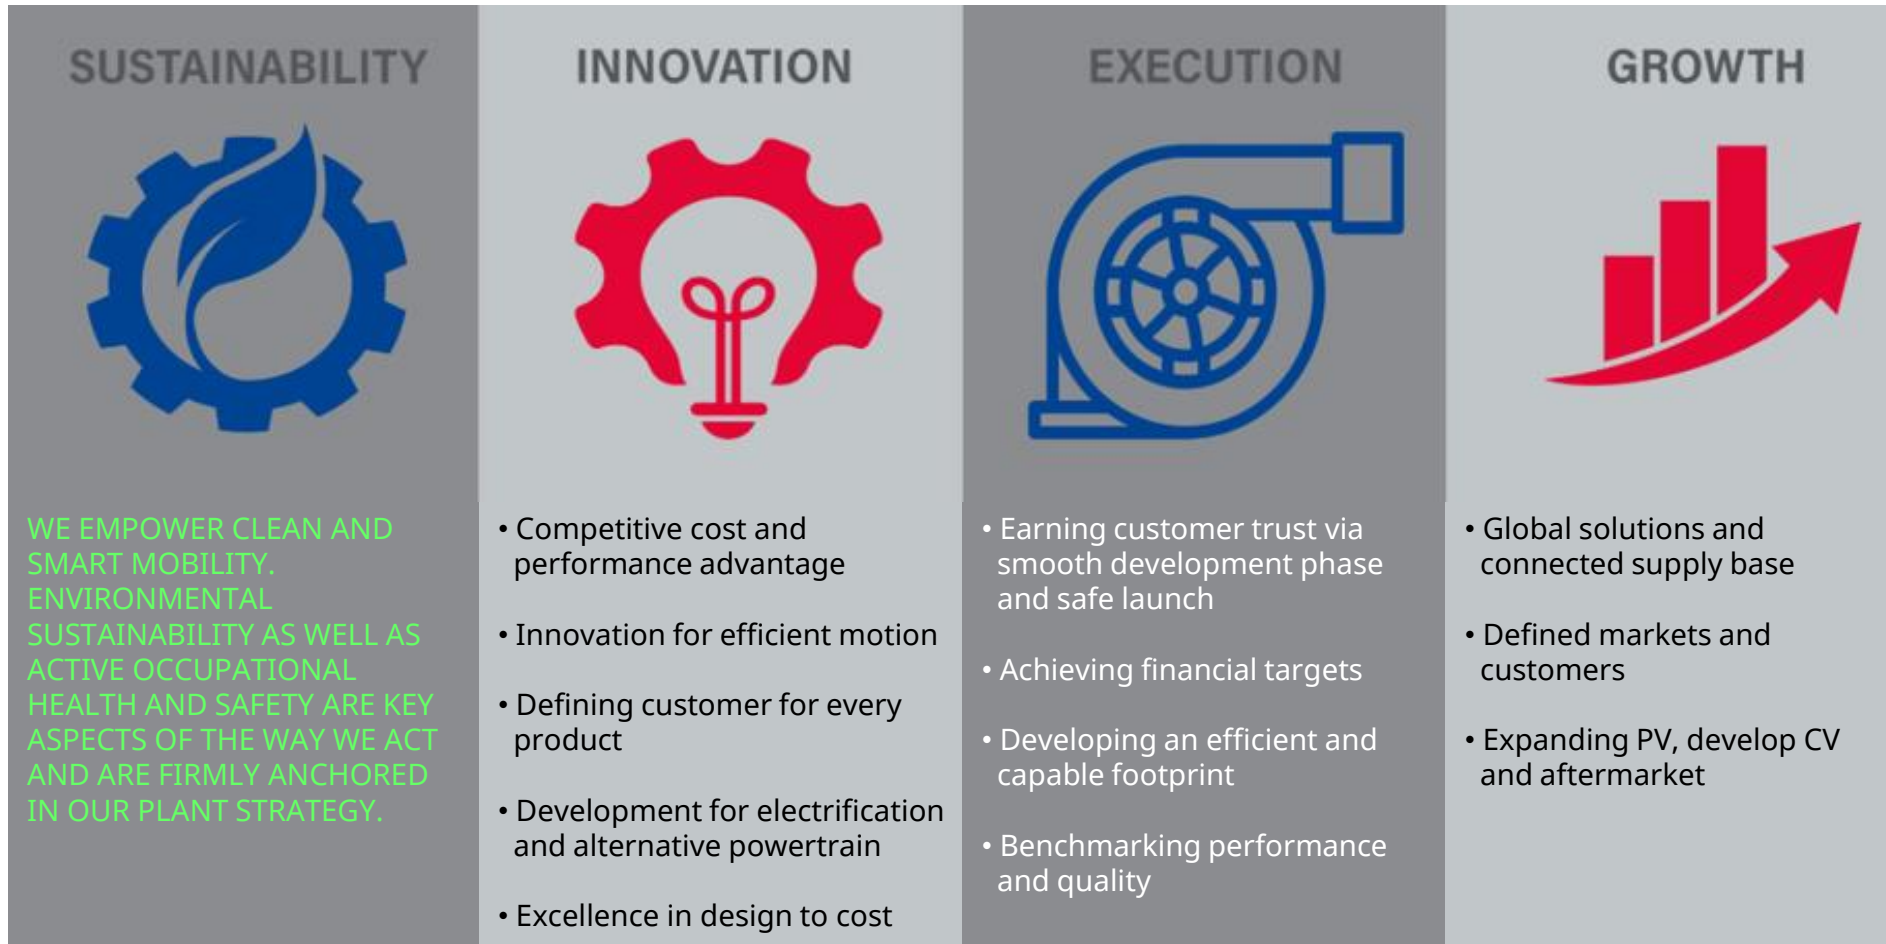 SUSTAINABILITY
WE EMPOWER CLEAN AND
SMART MOBILITY.
ENVIRONMENTAL
SUSTAINABILITY AS WELL AS
ACTIVE OCCUPATIONAL
HEALTH AND SAFETY ARE KEY
ASPECTS OF THE WAY WE ACT
AND ARE FIRMLY ANCHORED
IN OUR PLANT STRATEGY.
INNOVATION
• Competitive cost and
performance advantage
• Innovation for efficient motion
• Defining customer for every
product
• Development for electrification
and alternative powertrain
• Excellence in design to cost
EXECUTION
• Earning customer trust via
smooth development phase
and safe launch
• Achieving financial targets
• Developing an efficient and
capable footprint
• Benchmarking performance
and quality
GROWTH
• Global solutions and
connected supply base
• Defined markets and
customers
• Expanding PV, develop CV
and aftermarket